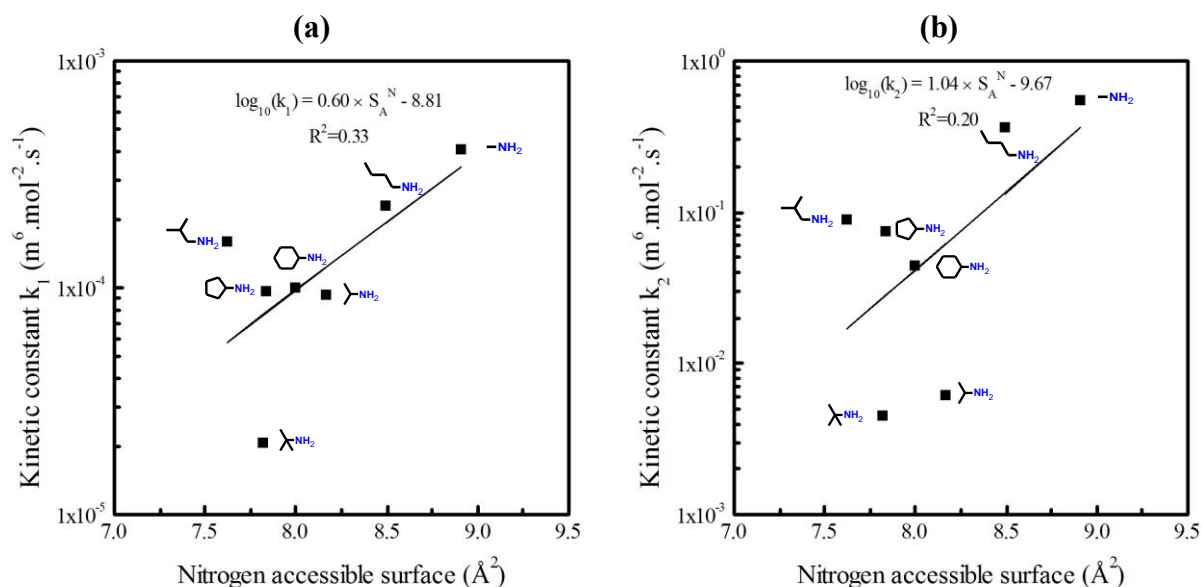 (a)
1x10^-3
log10(k1) = 0.60 × S_A^N - 8.81
R²=0.33
NH2
NH2
NH2
NH2
NH2
1x10^-4
NH2
NH2
1x10^-5
7.0 7.5 8.0 8.5 9.0 9.5
Nitrogen accessible surface (Å²)
Kinetic constant k1 (m^6.mol^-2.s^-1)
(b)
1x10^0
log10(k2) = 1.04 × S_A^N - 9.67
R²=0.20
NH2
NH2
1x10^-1
NH2
NH2
NH2
1x10^-2
NH2
NH2
1x10^-3
7.0 7.5 8.0 8.5 9.0 9.5
Nitrogen accessible surface (Å²)
Kinetic constant k2 (m^6.mol^-2.s^-1)